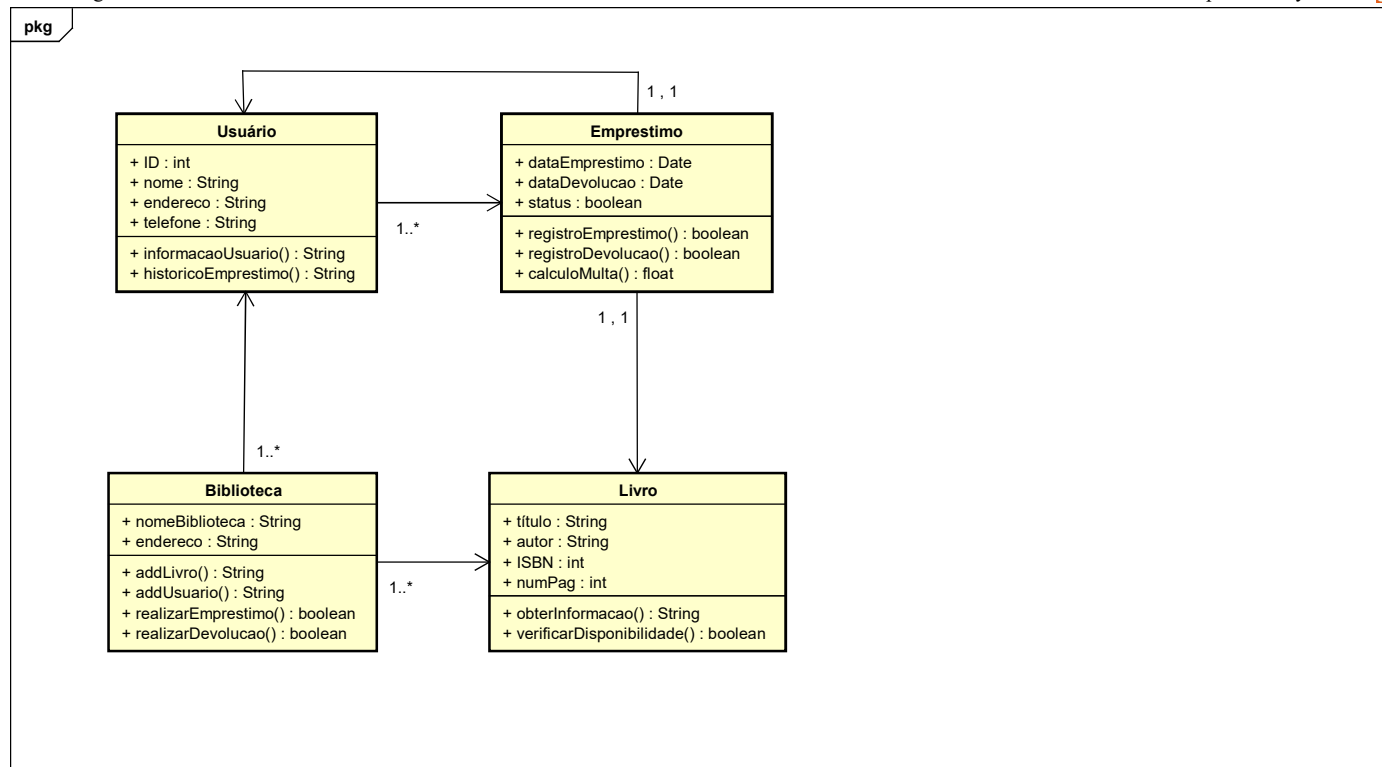 pkg
1 , 1
Usuário
+ ID : int
+ nome : String
+ endereco : String
+ telefone : String
+ informacaoUsuario() : String
+ historicoEmprestimo() : String
1..*
Emprestimo
+ dataEmprestimo : Date
+ dataDevolucao : Date
+ status : boolean
+ registroEmprestimo() : boolean
+ registroDevolucao() : boolean
+ calculoMulta() : float
1 , 1
1..*
Biblioteca
+ nomeBiblioteca : String
+ endereco : String
+ addLivro() : String
+ addUsuario() : String
+ realizarEmprestimo() : boolean
+ realizarDevolucao() : boolean
1..*
Livro
+ título : String
+ autor : String
+ ISBN : int
+ numPag : int
+ obterInformacao() : String
+ verificarDisponibilidade() : boolean